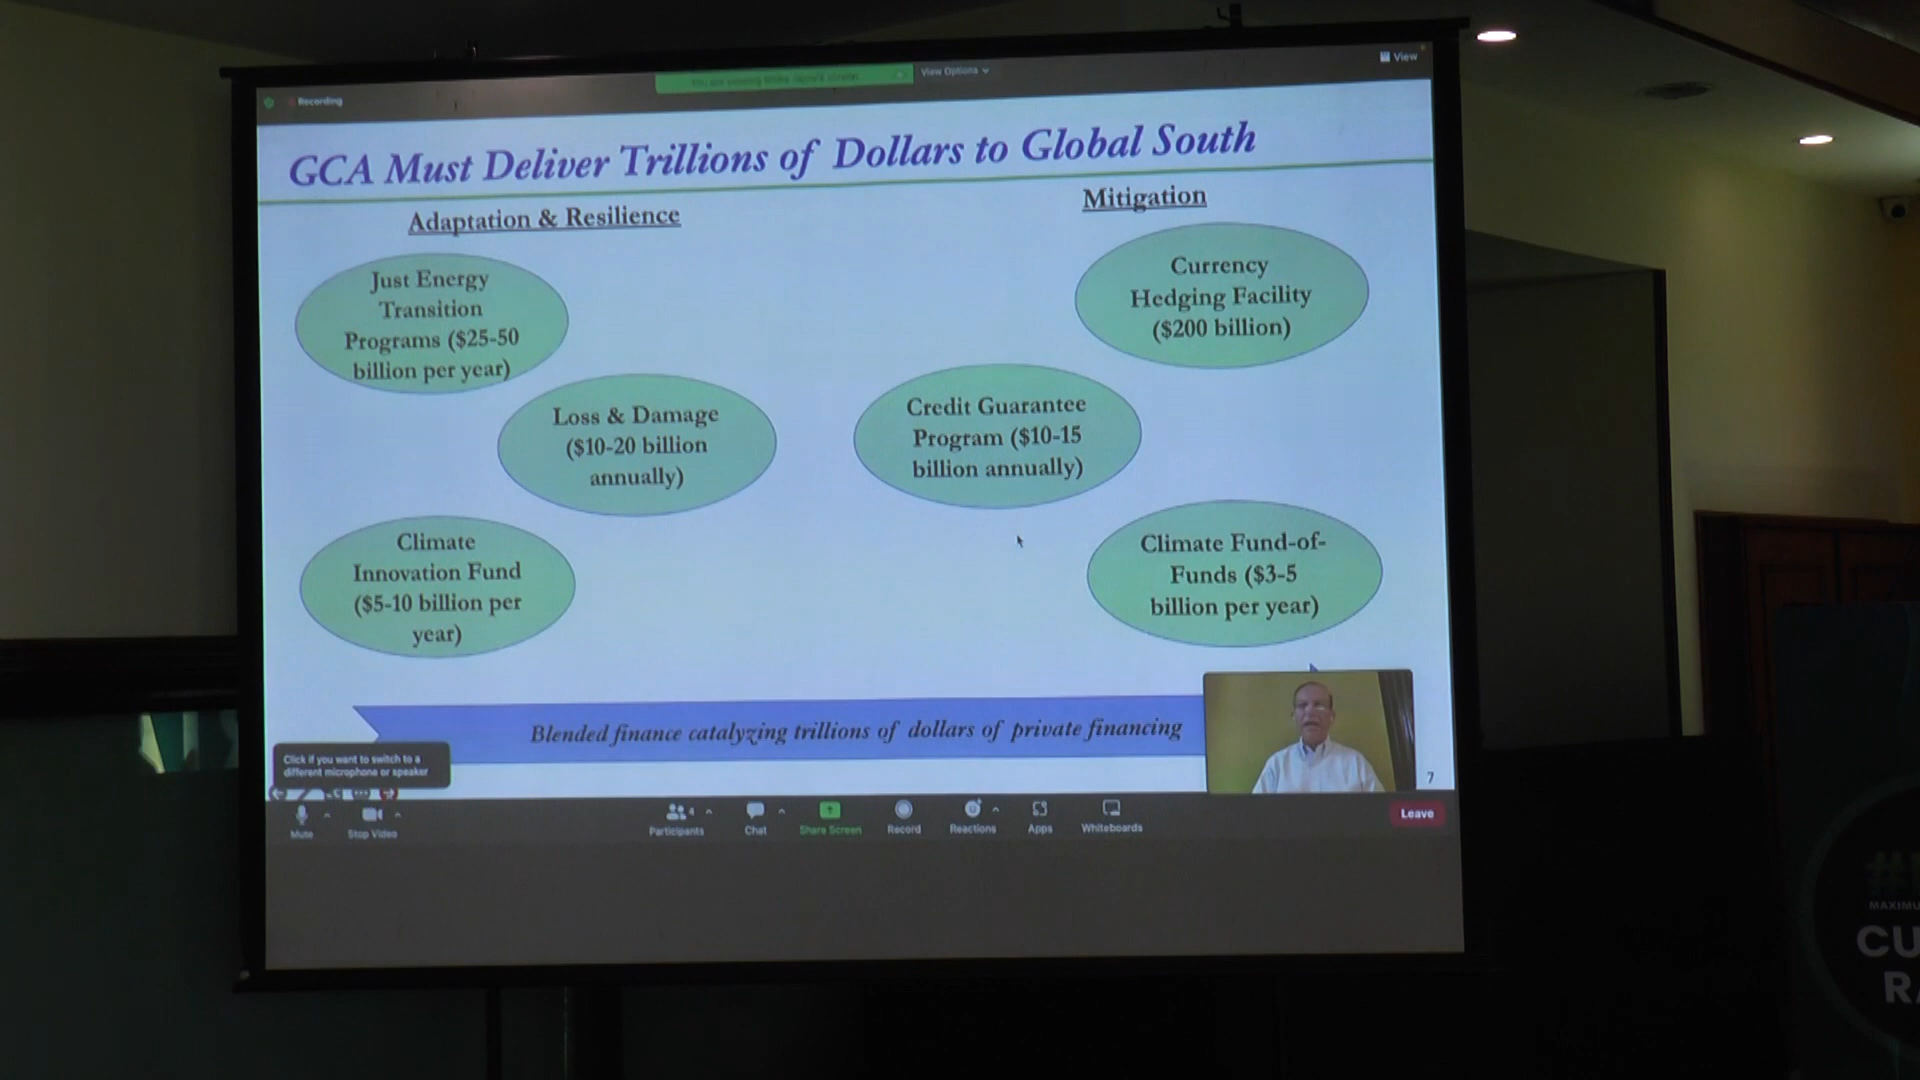 Recording
View Options
View
GCA Must Deliver Trillions of Dollars to Global South
Adaptation & Resilience
Mitigation
Just Energy
Transition
Programs ($25-50
billion per year)
Currency
Hedging Facility
($200 billion)
Loss & Damage
($10-20 billion
annually)
Credit Guarantee
Program ($10-15
billion annually)
Climate
Innovation Fund
($5-10 billion per
year)
Climate Fund-of-
Funds ($3-5
billion per year)
Blended finance catalyzing trillions of dollars of private financing
7
Click if you want to switch to a
different microphone or speaker
Mute
Stop Video
4
Participants
Chat
Share Screen
Record
Reactions
Apps
Whiteboards
Leave
MAXIMU
CU
RA